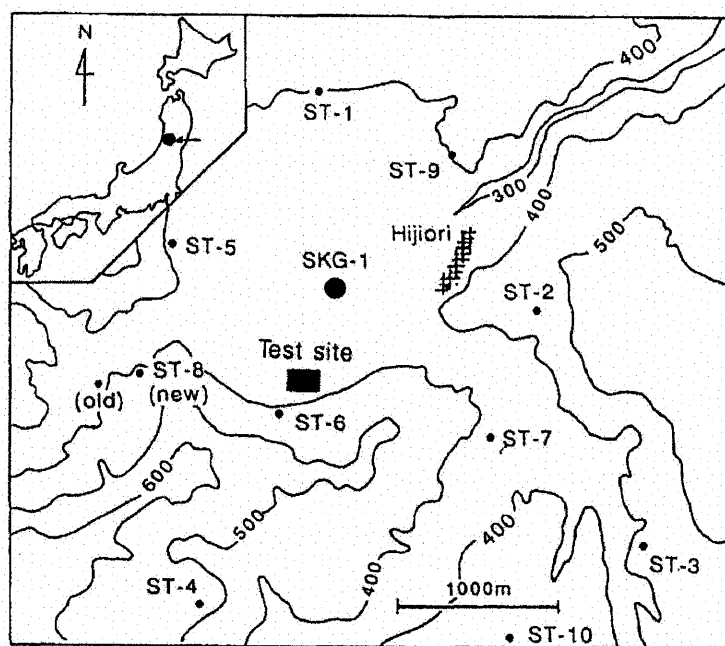 N
400
ST-1
ST-9
300
400
Hijiori
500
ST-5
SKG-1
ST-2
Test site
ST-8
(old)
(new)
ST-6
ST-7
600
500
400
400
ST-3
1000m
ST-4
ST-10